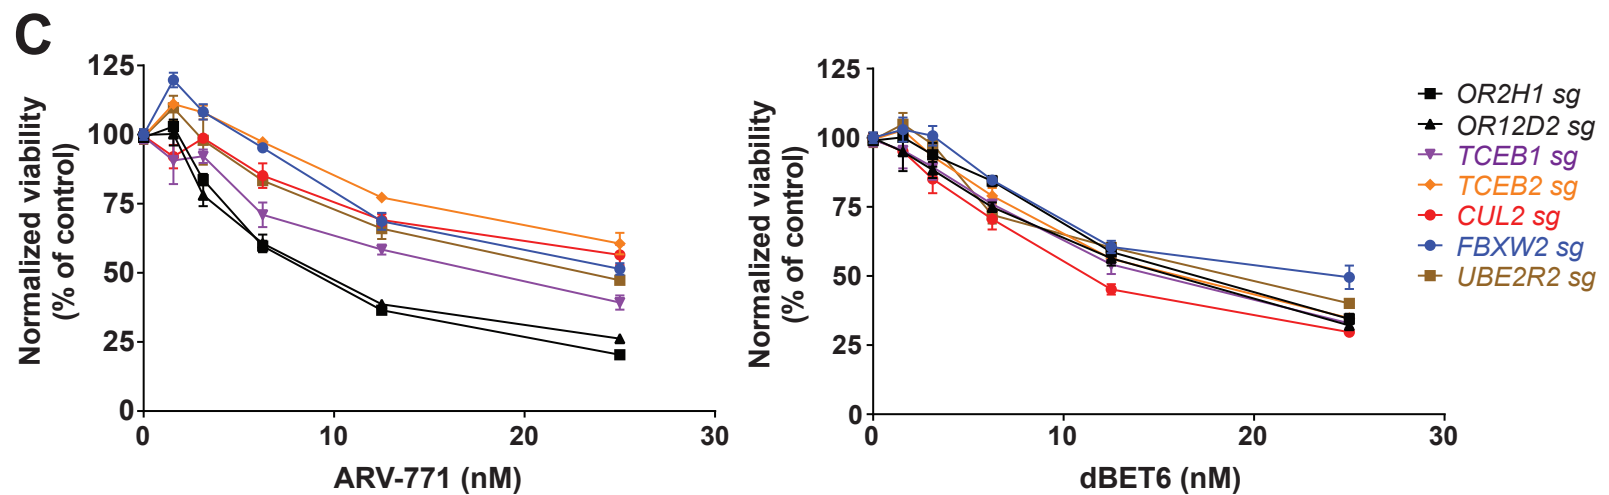 C
Normalized viability
(% of control)
125
100
75
50
25
0
0
10
20
30
ARV-771 (nM)
Normalized viability
(% of control)
125
100
75
50
25
0
0
10
20
30
dBET6 (nM)
OR2H1 sg
OR12D2 sg
TCEB1 sg
TCEB2 sg
CUL2 sg
FBXW2 sg
UBE2R2 sg